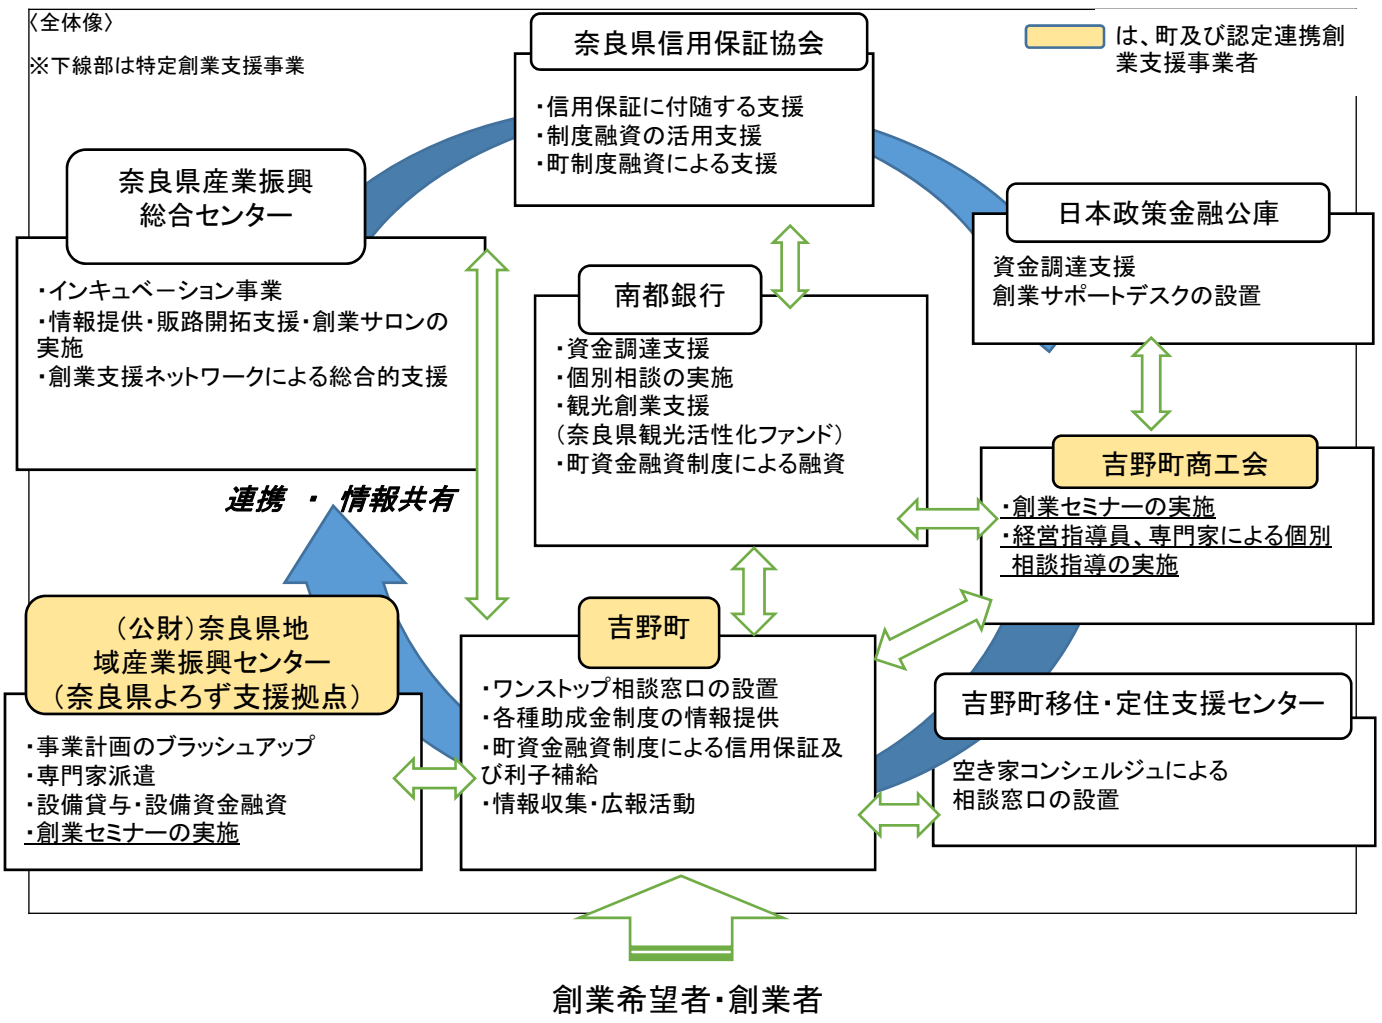 〈全体像〉
※下線部は特定創業支援事業
は、町及び認定連携創
業支援事業者
奈良県信用保証協会
・信用保証に付随する支援
・制度融資の活用支援
・町制度融資による支援
奈良県産業振興
総合センター
・インキュベーション事業
・情報提供・販路開拓支援・創業サロンの
実施
・創業支援ネットワークによる総合的支援
日本政策金融公庫
資金調達支援
創業サポートデスクの設置
南都銀行
・資金調達支援
・個別相談の実施
・観光創業支援
（奈良県観光活性化ファンド）
・町資金融資制度による融資
吉野町商工会
・創業セミナーの実施
・経営指導員、専門家による個別
相談指導の実施
連携　・　情報共有
（公財）奈良県地
域産業振興センター
（奈良県よろず支援拠点）
・事業計画のブラッシュアップ
・専門家派遣
・設備貸与・設備資金融資
・創業セミナーの実施
吉野町
・ワンストップ相談窓口の設置
・各種助成金制度の情報提供
・町資金融資制度による信用保証及
び利子補給
・情報収集・広報活動
吉野町移住・定住支援センター
空き家コンシェルジュによる
相談窓口の設置
創業希望者・創業者